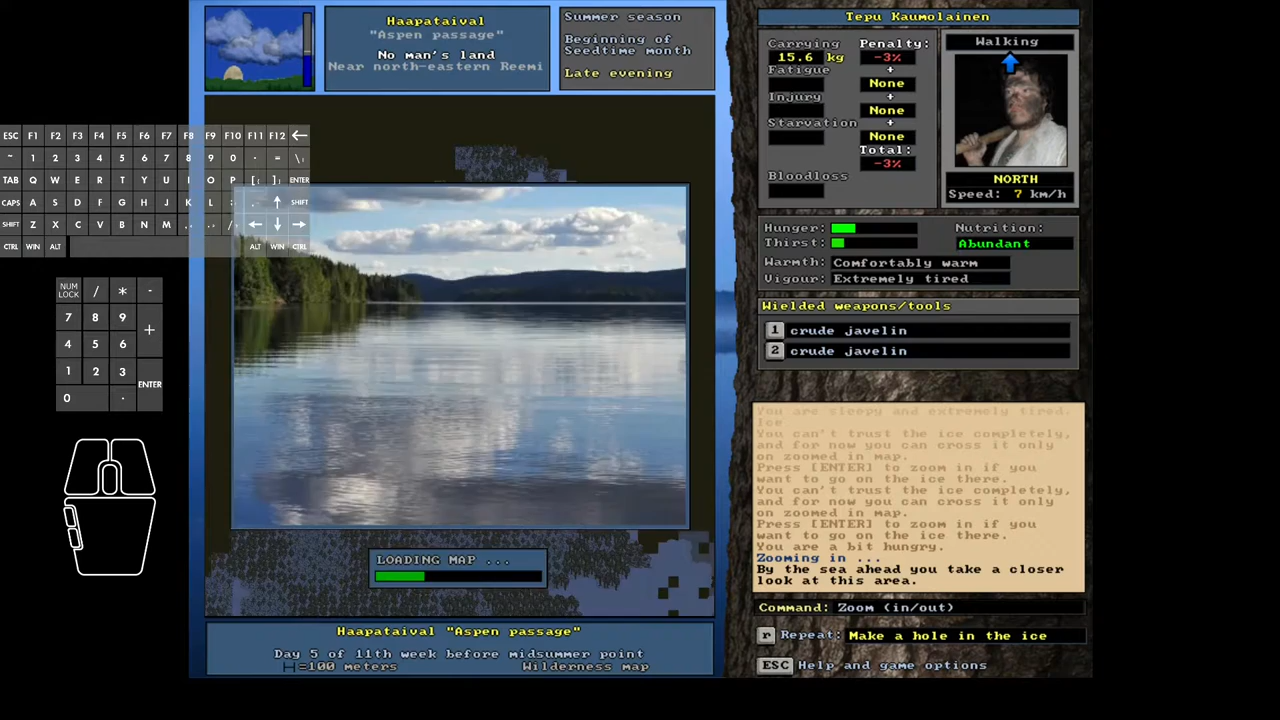 Haapataival
"Aspen passage"
No man's land
Near north-eastern Reemi
Summer season
Beginning of
Seedtime month
Late evening
Tepu Kaumolainen
Carrying
15.6 kg
Fatigue
Injury
Starvation
Bloodloss
Penalty:
-3%
+
None
+
None
+
None
Total:
-3%
Walking
NORTH
Speed: 7 km/h
Hunger:
Thirst:
Nutrition:
Abundant
Warmth: Comfortably warm
Vigour: Extremely tired
Wielded weapons/tools
1 crude javelin
2 crude javelin
You are sleepy and extremely tired.
Ice
You can't trust the ice completely,
and for now you can cross it only
on zoomed in map.
Press [ENTER] to zoom in if you
want to go on the ice there.
You can't trust the ice completely,
and for now you can cross it only
on zoomed in map.
Press [ENTER] to zoom in if you
want to go on the ice there.
You are a bit hungry.
Zooming in ...
By the sea ahead you take a closer
look at this area.
Command: Zoom (in/out)
r Repeat: Make a hole in the ice
ESC Help and game options
LOADING MAP ...
Haapataival "Aspen passage"
Day 5 of 11th week before midsummer point
=100 meters
Wilderness map
ESC F1 F2 F3 F4 F5 F6 F7 F8 F9 F10 F11 F12 ←
~ 1 2 3 4 5 6 7 8 9 0 - =
TAB Q W E R T Y U I O P [ ] ENTER
CAPS A S D F G H J K L ↑ SHIFT
SHIFT Z X C V B N M / ← ↓ →
CTRL WIN ALT ALT WIN CTRL
NUM LOCK / * -
7 8 9 +
4 5 6
1 2 3 ENTER
0 .